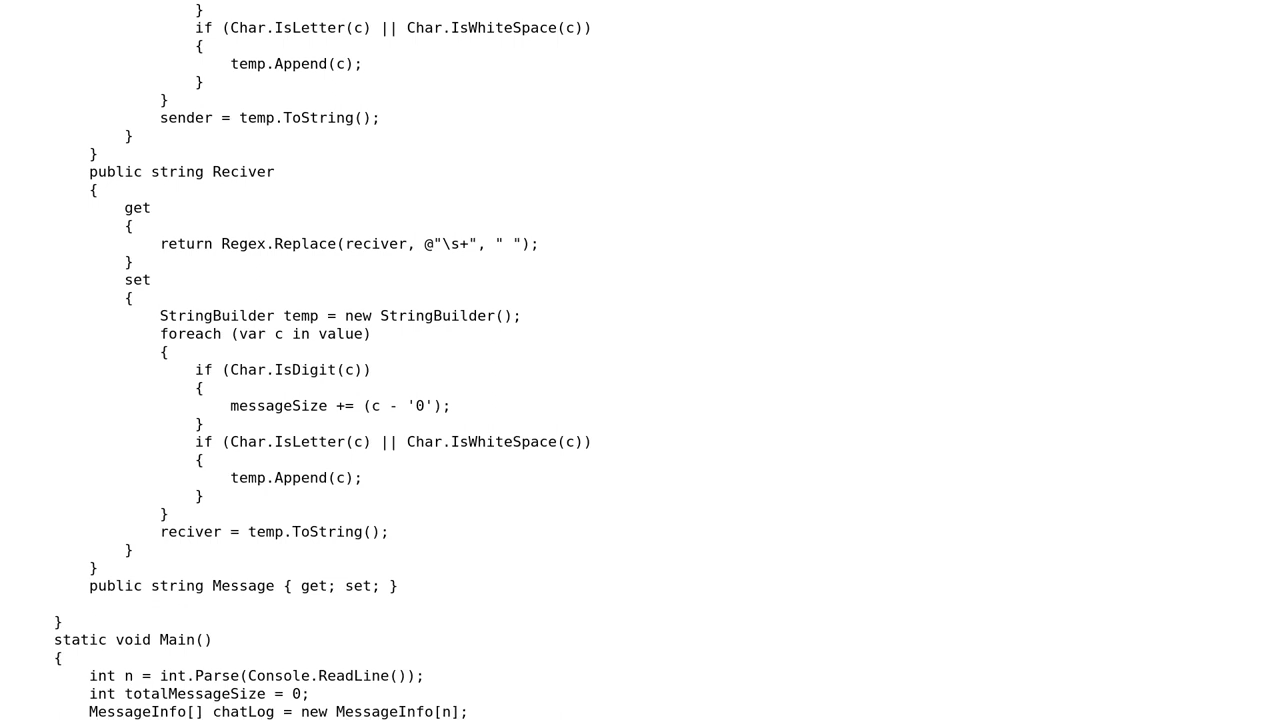 }
                if (Char.IsLetter(c) || Char.IsWhiteSpace(c))
                {
                    temp.Append(c);
                }
            }
            sender = temp.ToString();
        }
    }
    public string Reciver
    {
        get
        {
            return Regex.Replace(reciver, @"\s+", " ");
        }
        set
        {
            StringBuilder temp = new StringBuilder();
            foreach (var c in value)
            {
                if (Char.IsDigit(c))
                {
                    messageSize += (c - '0');
                }
                if (Char.IsLetter(c) || Char.IsWhiteSpace(c))
                {
                    temp.Append(c);
                }
            }
            reciver = temp.ToString();
        }
    }
    public string Message { get; set; }

}
static void Main()
{
    int n = int.Parse(Console.ReadLine());
    int totalMessageSize = 0;
    MessageInfo[] chatLog = new MessageInfo[n];